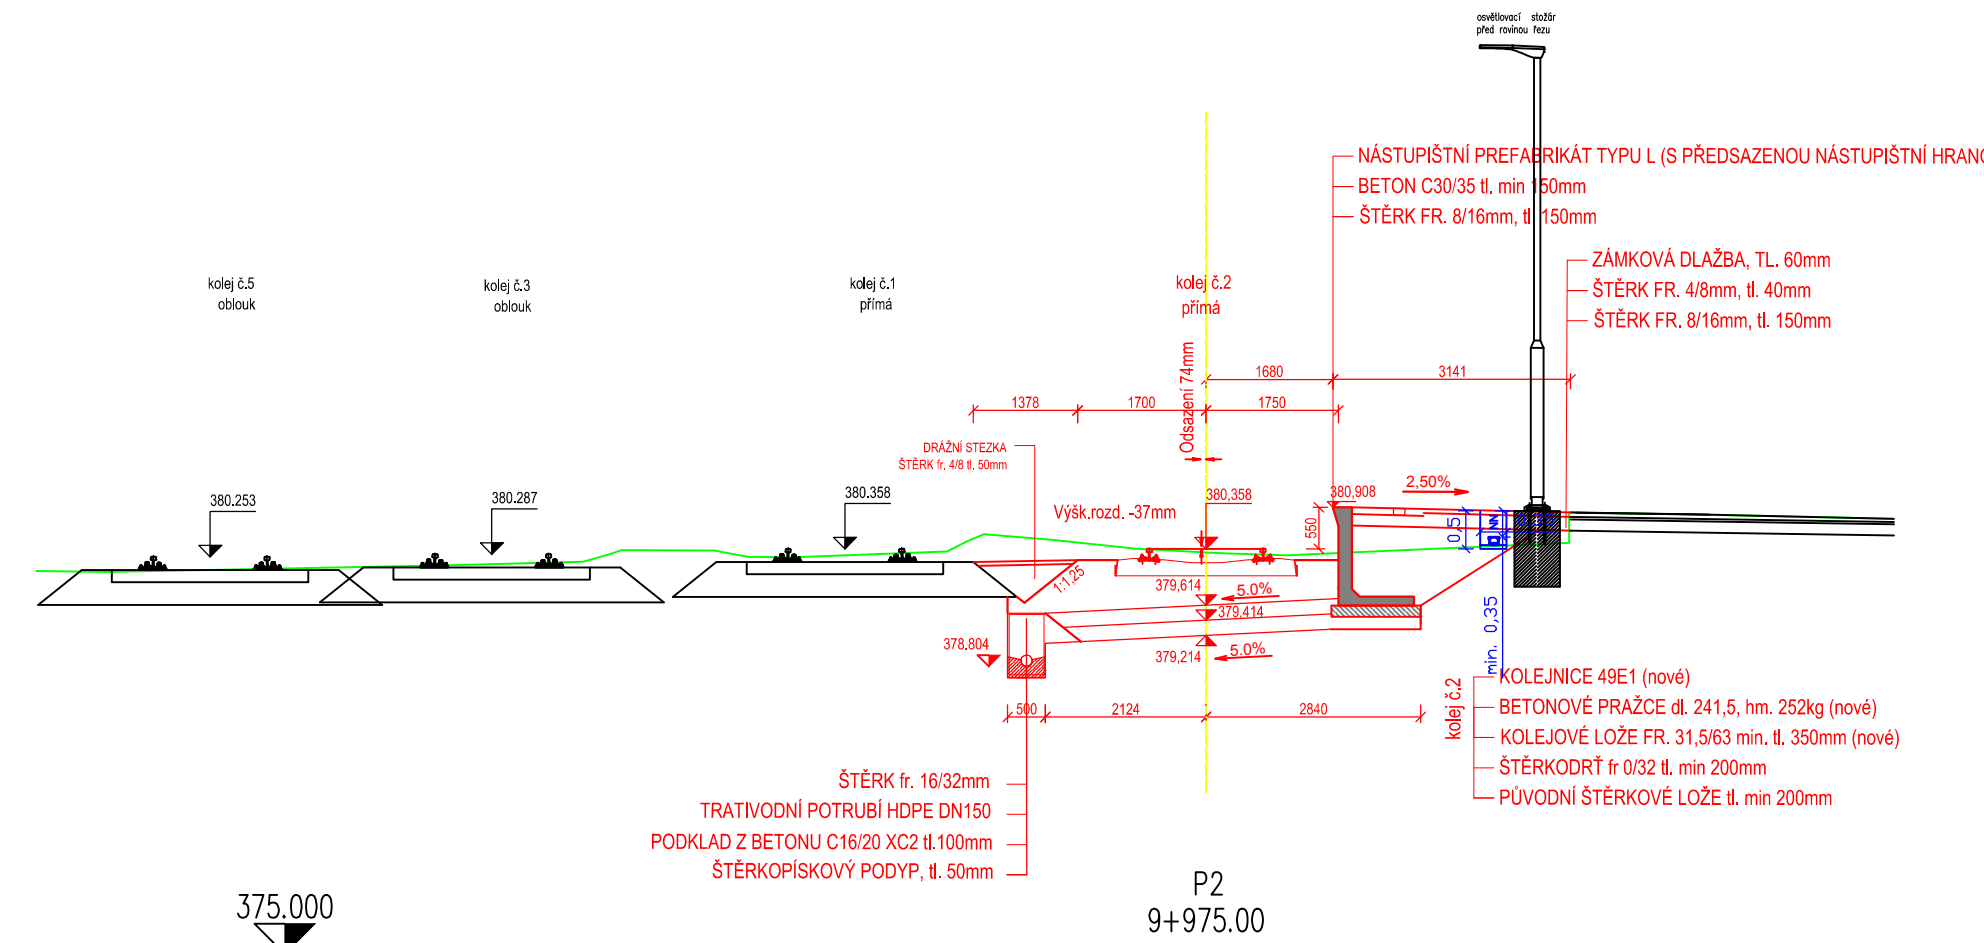 osvětlovací stožár
před rovinou řezu
NÁSTUPIŠTNÍ PREFABRIKÁT TYPU L (S PŘEDSAZENOU NÁSTUPIŠTNÍ HRANO
BETON C30/35 tl. min 150mm
ŠTĚRK FR. 8/16mm, tl. 150mm
ZÁMKOVÁ DLAŽBA, TL. 60mm
ŠTĚRK FR. 4/8mm, tl. 40mm
ŠTĚRK FR. 8/16mm, tl. 150mm
kolej č.5
oblouk
kolej č.3
oblouk
kolej č.1
přímá
kolej č.2
přímá
Odsazení 74mm
1680
3141
1378
1700
1750
DRÁŽNÍ STEZKA
ŠTĚRK fr. 4/8 tl. 50mm
380.253
380.287
380.358
380,358
380,908
2,50%
Výšk.rozd. -37mm
550
0,5
NN
0,35
1:1,25
379,614
5.0%
379,414
378.804
379,214
5.0%
min. 0,35
500
2124
2840
kolej č.2
KOLEJNICE 49E1 (nové)
BETONOVÉ PRAŽCE dl. 241,5, hm. 252kg (nové)
KOLEJOVÉ LOŽE FR. 31,5/63 min. tl. 350mm (nové)
ŠTĚRKODRŤ fr 0/32 tl. min 200mm
PŮVODNÍ ŠTĚRKOVÉ LOŽE tl. min 200mm
ŠTĚRK fr. 16/32mm
TRATIVODNÍ POTRUBÍ HDPE DN150
PODKLAD Z BETONU C16/20 XC2 tl.100mm
ŠTĚRKOPÍSKOVÝ PODYP, tl. 50mm
375.000
P2
9+975.00